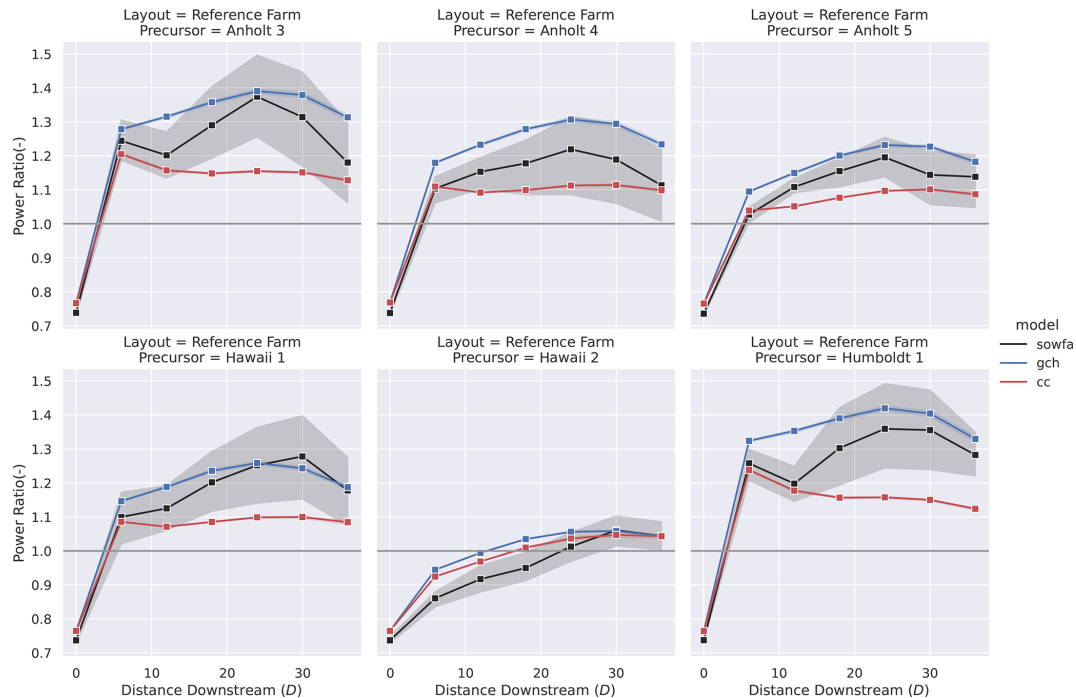 Layout = Reference Farm
Precursor = Anholt 3
Layout = Reference Farm
Precursor = Anholt 4
Layout = Reference Farm
Precursor = Anholt 5
Power Ratio(-)
1.5
1.4
1.3
1.2
1.1
1.0
0.9
0.8
0.7
Layout = Reference Farm
Precursor = Hawaii 1
Layout = Reference Farm
Precursor = Hawaii 2
Layout = Reference Farm
Precursor = Humboldt 1
Power Ratio(-)
1.5
1.4
1.3
1.2
1.1
1.0
0.9
0.8
0.7
0 10 20 30
Distance Downstream (D)
0 10 20 30
Distance Downstream (D)
0 10 20 30
Distance Downstream (D)
model
sowfa
gch
cc